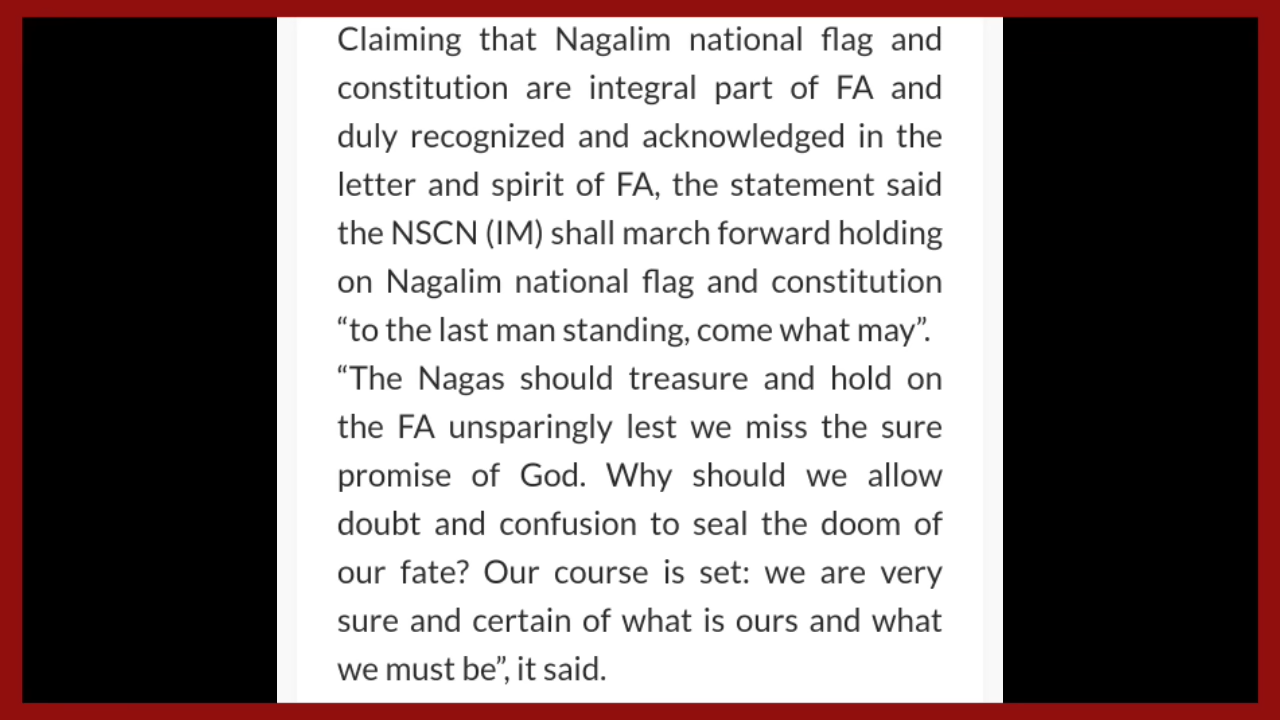 Claiming that Nagalim national flag and
constitution are integral part of FA and
duly recognized and acknowledged in the
letter and spirit of FA, the statement said
the NSCN (IM) shall march forward holding
on Nagalim national flag and constitution
“to the last man standing, come what may”.
“The Nagas should treasure and hold on
the FA unsparingly lest we miss the sure
promise of God. Why should we allow
doubt and confusion to seal the doom of
our fate? Our course is set: we are very
sure and certain of what is ours and what
we must be”, it said.